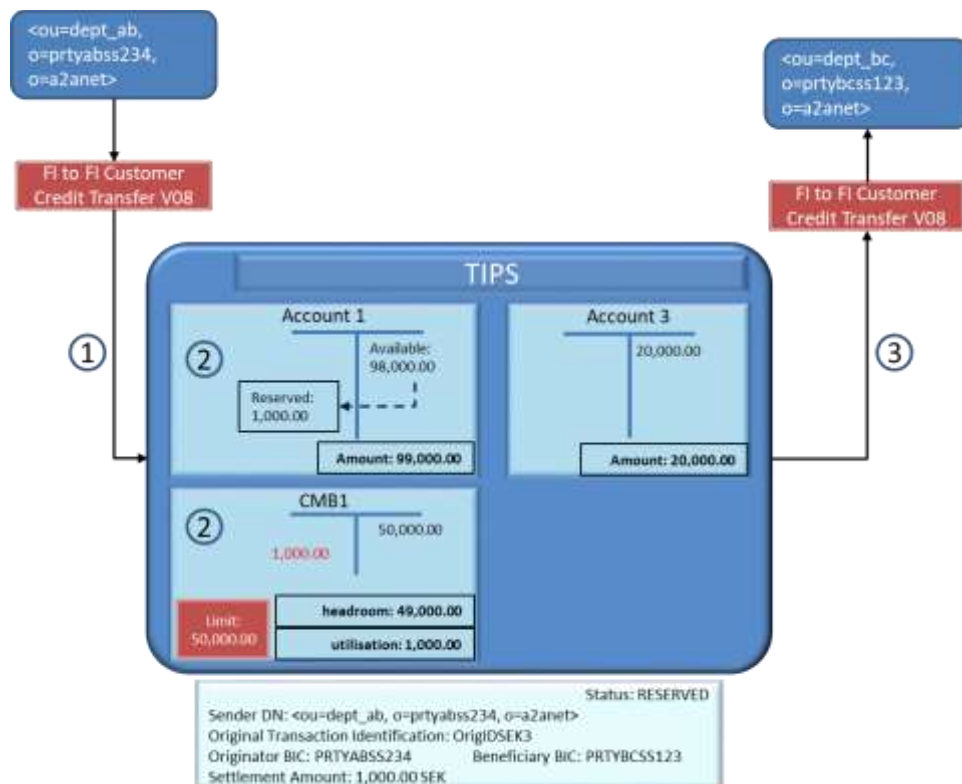 <ou=dept_ab,
o=prtyabss234,
o=a2anet>
<ou=dept_bc,
o=prtybcss123,
o=a2anet>
FI to FI Customer
Credit Transfer V08
FI to FI Customer
Credit Transfer V08
TIPS
1
2
Account 1
Available:
98,000.00
Reserved:
1,000.00
Amount: 99,000.00
Account 3
20,000.00
Amount: 20,000.00
3
2
CMB1
50,000.00
1,000.00
Limit:
50,000.00
headroom: 49,000.00
utilisation: 1,000.00
Status: RESERVED
Sender DN: <ou=dept_ab, o=prtyabss234, o=a2anet>
Original Transaction Identification: OrigIDSEK3
Originator BIC: PRTYABSS234 Beneficiary BIC: PRTYBCSS123
Settlement Amount: 1,000.00 SEK